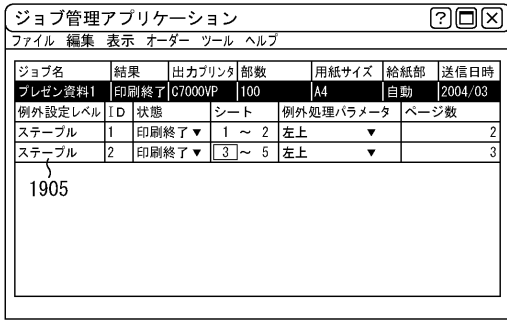 ジョブ管理アプリケーション ?
ファイル 編集 表示 オーダー ツール ヘルプ
ジョブ名 結果 出力プリンタ 部数 用紙サイズ 給紙部 送信日時
プレゼン資料1 印刷終了 C7000VP 100 A4 自動 2004/03
例外設定レベル ID 状態 シート 例外処理パラメータ ページ数
ステープル 1 印刷終了▼ 1 ~ 2 左上 ▼ 2
ステープル 2 印刷終了▼ 3 ~ 5 左上 ▼ 3
1905